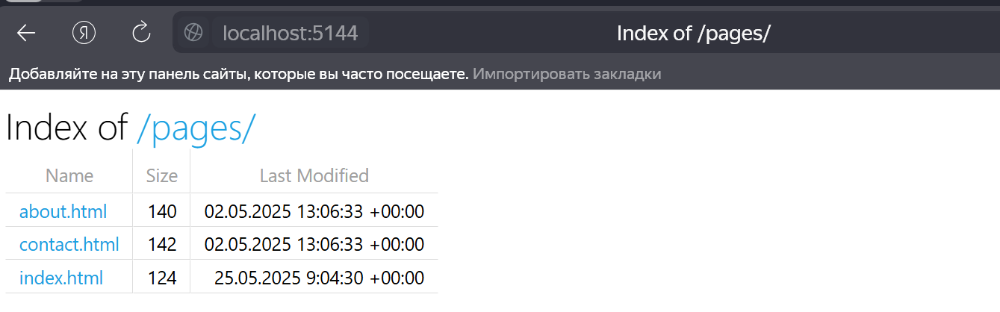 Я localhost:5144 Index of /pages/
Добавляйте на эту панель сайты, которые вы часто посещаете. Импортировать закладки
Index of /pages/
Name Size Last Modified
about.html 140 02.05.2025 13:06:33 +00:00
contact.html 142 02.05.2025 13:06:33 +00:00
index.html 124 25.05.2025 9:04:30 +00:00